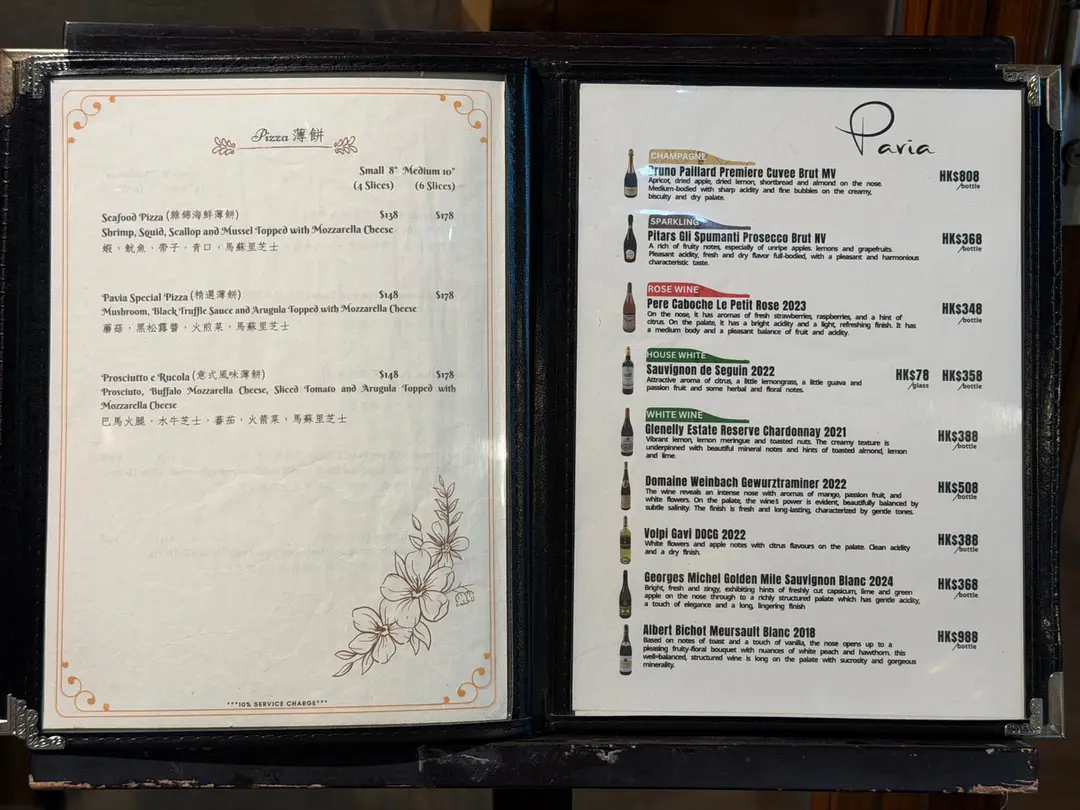 Pizza 薄餅
Small 8" Medium 10"
(4 Slices) (6 Slices)
Seafood Pizza (雜錦海鮮薄餅) $138 $178
Shrimp, Squid, Scallop and Mussel Topped with Mozzarella Cheese
蝦，魷魚，帶子，青口，馬蘇里芝士
Pavia Special Pizza (精選薄餅) $148 $178
Mushroom, Black Truffle Sauce and Arugula Topped with Mozzarella Cheese
蘑菇，黑松露醬，火煎菜，馬蘇里芝士
Prosciutto e Rucola (意式風味薄餅) $148 $178
Prosciuto, Buffalo Mozzarella Cheese, Sliced Tomato and Arugula Topped with
Mozzarella Cheese
巴馬火腿，水牛芝士，蕃茄，火箭菜，馬蘇里芝士
***10% SERVICE CHARGE***
Pavia
CHAMPAGNE
Bruno Paillard Premiere Cuvee Brut MV HK$808 /bottle
Apricot, dried apple, dried lemon, shortbread and almond on the nose.
Medium-bodied with sharp acidity and fine bubbles on the creamy,
biscuity and dry palate.
SPARKLING
Pitars Gli Spumanti Prosecco Brut NV HK$368 /bottle
A rich of fruity notes, especially of unripe apples. lemons and grapefruits.
Pleasant acidity, fresh and dry flavor full-bodied, with a pleasant and harmonious
characteristic taste.
ROSE WINE
Pere Caboche Le Petit Rose 2023 HK$348 /bottle
On the nose, it has aromas of fresh strawberries, raspberries, and a hint of
citrus. On the palate, it has a bright acidity and a light, refreshing finish. It has
a medium body and a pleasant balance of fruit and acidity.
HOUSE WHITE
Sauvignon de Seguin 2022 HK$78 /glass HK$358 /bottle
Attractive aroma of citrus, a little lemongrass, a little guava and
passion fruit and some herbal and floral notes.
WHITE WINE
Glenelly Estate Reserve Chardonnay 2021 HK$388 /bottle
Vibrant lemon, lemon meringue and toasted nuts. The creamy texture is
underpinned with beautiful mineral notes and hints of toasted almond, lemon
and lime.
Domaine Weinbach Gewurztraminer 2022 HK$508 /bottle
The wine reveals an intense nose with aromas of mango, passion fruit, and
white flowers. On the palate, the wine's power is evident, beautifully balanced by
subtle salinity. The finish is fresh and long-lasting, characterized by gentle tones.
Volpi Gavi DOCG 2022 HK$388 /bottle
White flowers and apple notes with citrus flavours on the palate. Clean acidity
and a dry finish.
Georges Michel Golden Mile Sauvignon Blanc 2024 HK$368 /bottle
Bright, fresh and zingy, exhibiting hints of freshly cut capsicum, lime and green
apple on the nose through to a richly structured palate which has gentle acidity,
a touch of elegance and a long, lingering finish
Albert Bichot Meursault Blanc 2018 HK$988 /bottle
Based on notes of toast and a touch of vanilla, the nose opens up to a
pleasing fruity-floral bouquet with nuances of white peach and hawthorn. this
well-balanced, structured wine is long on the palate with sucrosity and gorgeous
minerality.